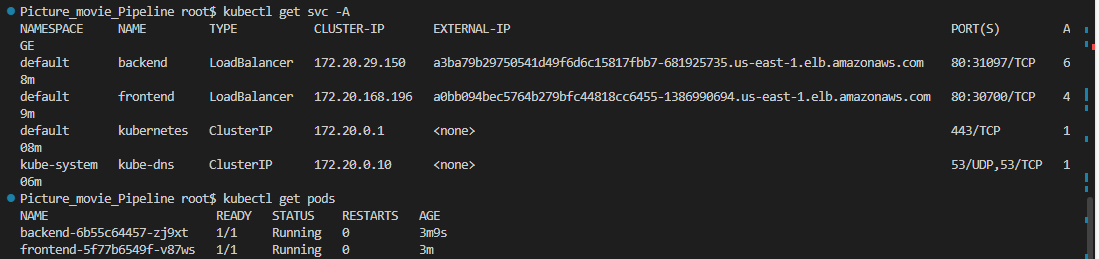 Picture_movie_Pipeline root$ kubectl get svc -A
NAMESPACE NAME TYPE CLUSTER-IP EXTERNAL-IP PORT(S) A
GE
default backend LoadBalancer 172.20.29.150 a3ba79b29750541d49f6d6c15817fbb7-681925735.us-east-1.elb.amazonaws.com 80:31097/TCP 6
8m
default frontend LoadBalancer 172.20.168.196 a0bb094bec5764b279bfc44818cc6455-1386990694.us-east-1.elb.amazonaws.com 80:30700/TCP 4
9m
default kubernetes ClusterIP 172.20.0.1 <none> 443/TCP 1
08m
kube-system kube-dns ClusterIP 172.20.0.10 <none> 53/UDP,53/TCP 1
06m
Picture_movie_Pipeline root$ kubectl get pods
NAME READY STATUS RESTARTS AGE
backend-6b55c64457-zj9xt 1/1 Running 0 3m9s
frontend-5f77b6549f-v87ws 1/1 Running 0 3m